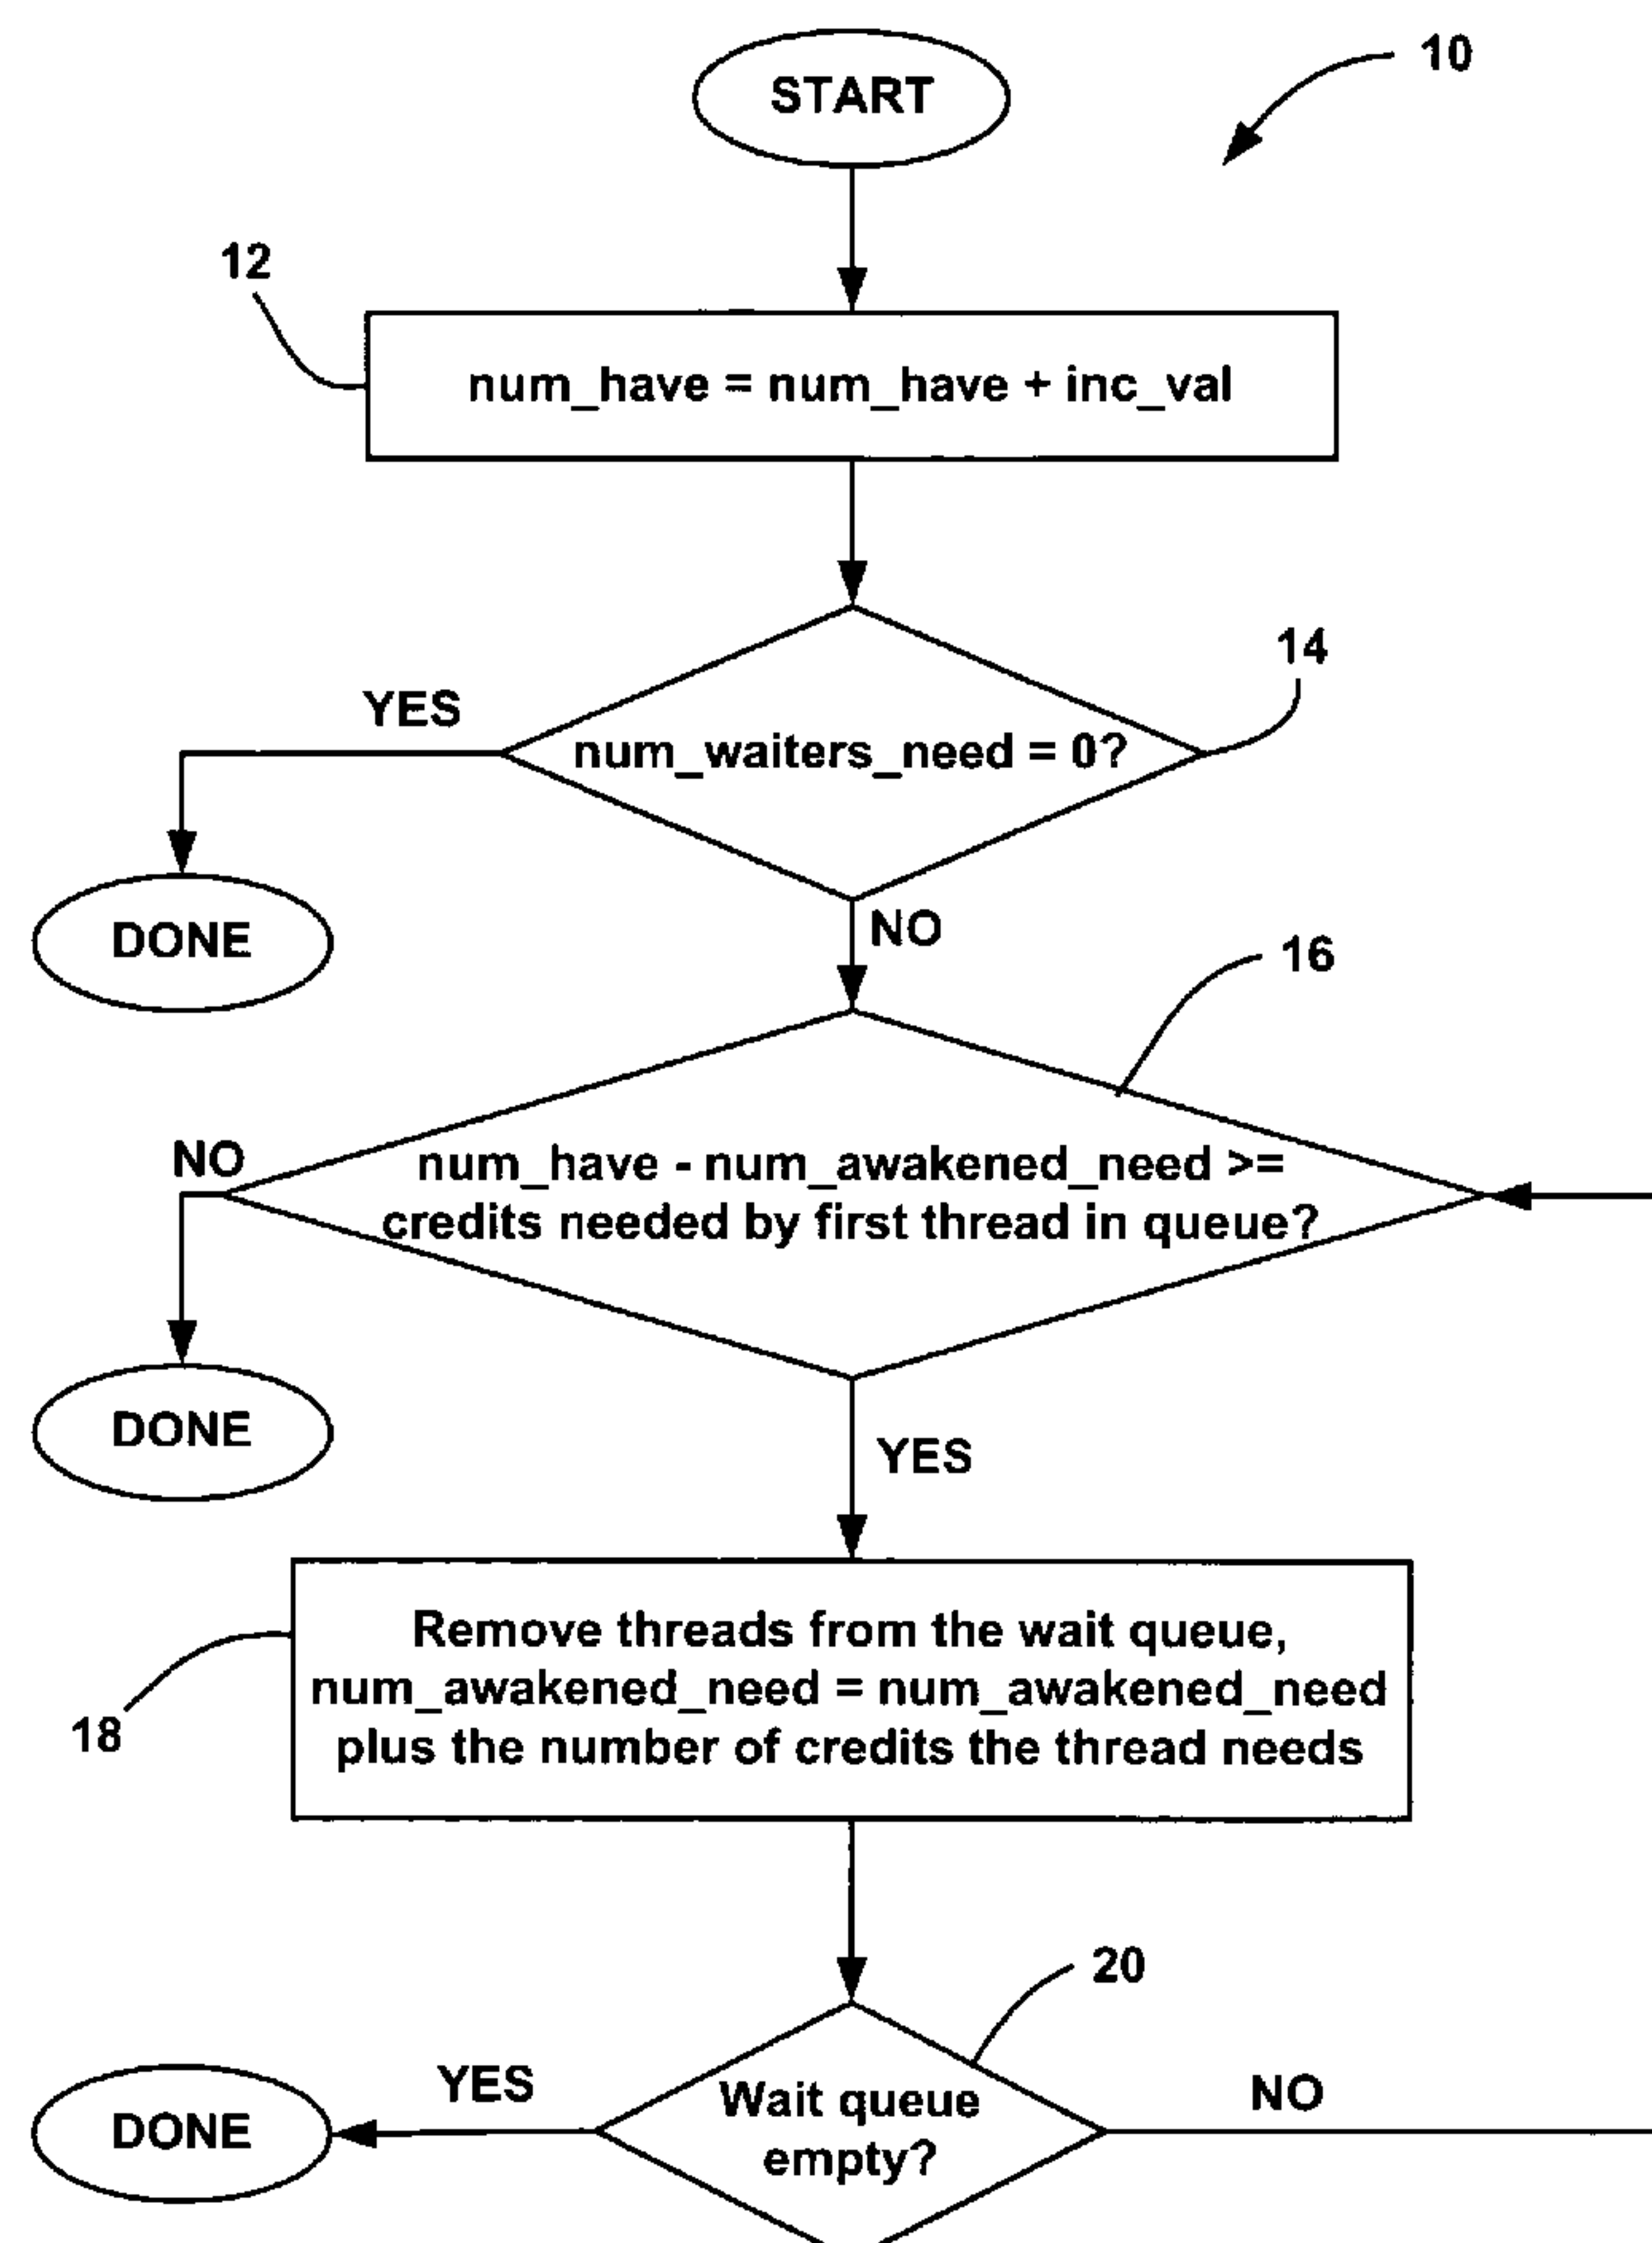 START
10
12
num_have = num_have + inc_val
14
YES
num_waiters_need = 0?
DONE
NO
16
NO
num_have - num_awakened_need >=
credits needed by first thread in queue?
DONE
YES
Remove threads from the wait queue,
num_awakened_need = num_awakened_need
plus the number of credits the thread needs
18
20
YES
NO
Wait queue
empty?
DONE